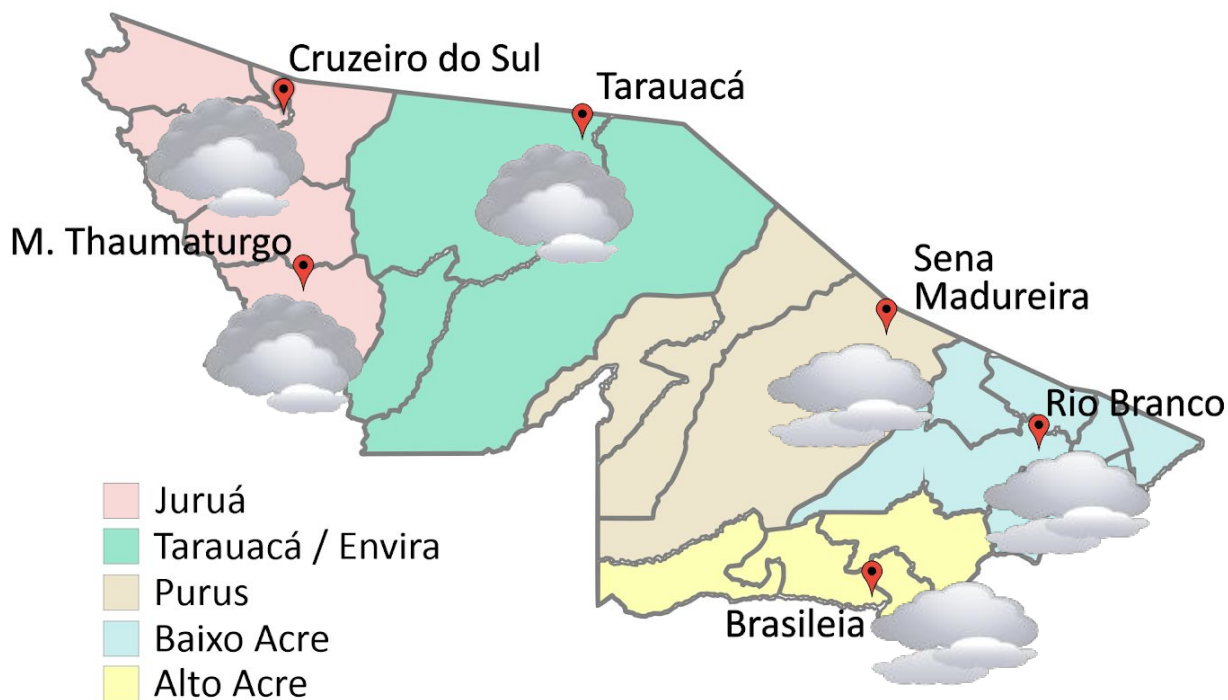 Cruzeiro do Sul
Tarauacá
M. Thaumaturgo
Sena
Madureira
Rio Branco
Brasileia
Juruá
Tarauacá / Envira
Purus
Baixo Acre
Alto Acre